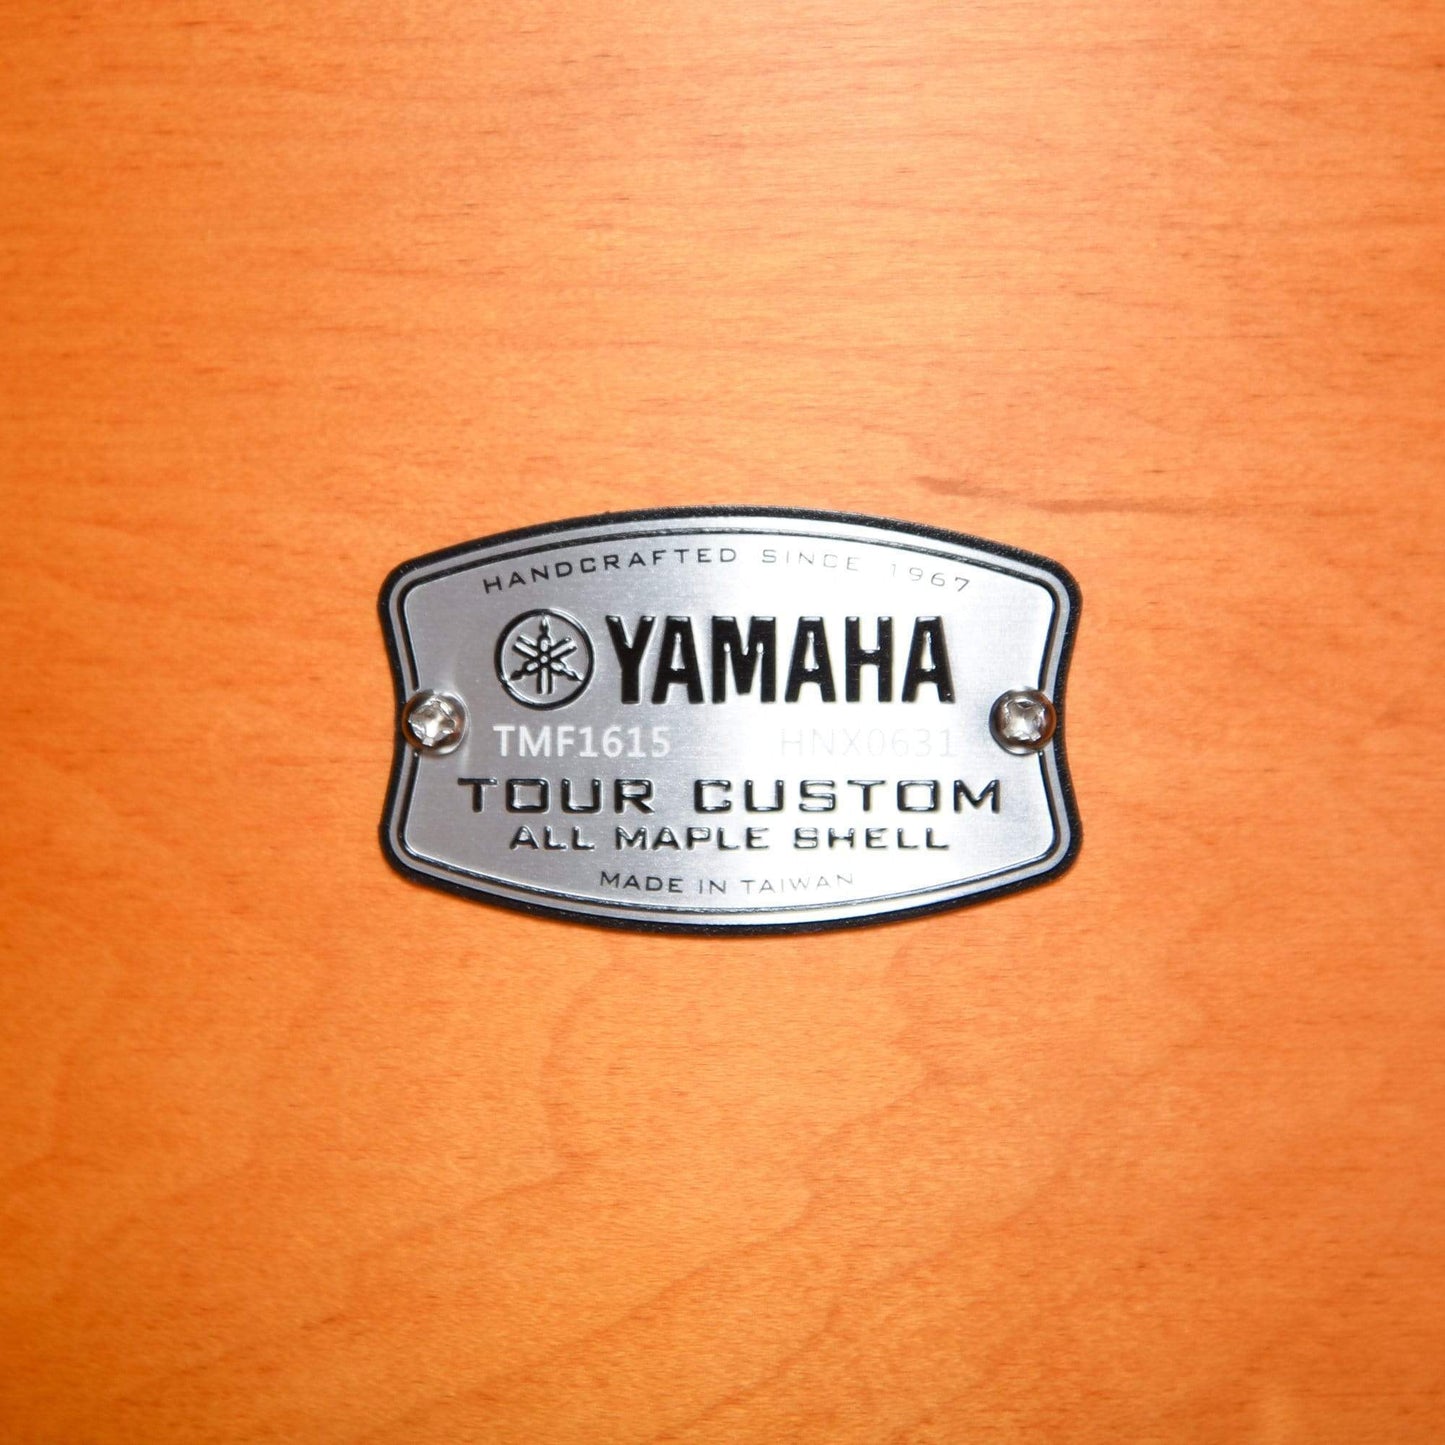 HANDCRAFTED SINCE 1967
YAMAHA
TMF1615 HNX0631
TOUR CUSTOM
ALL MAPLE SHELL
MADE IN TAIWAN